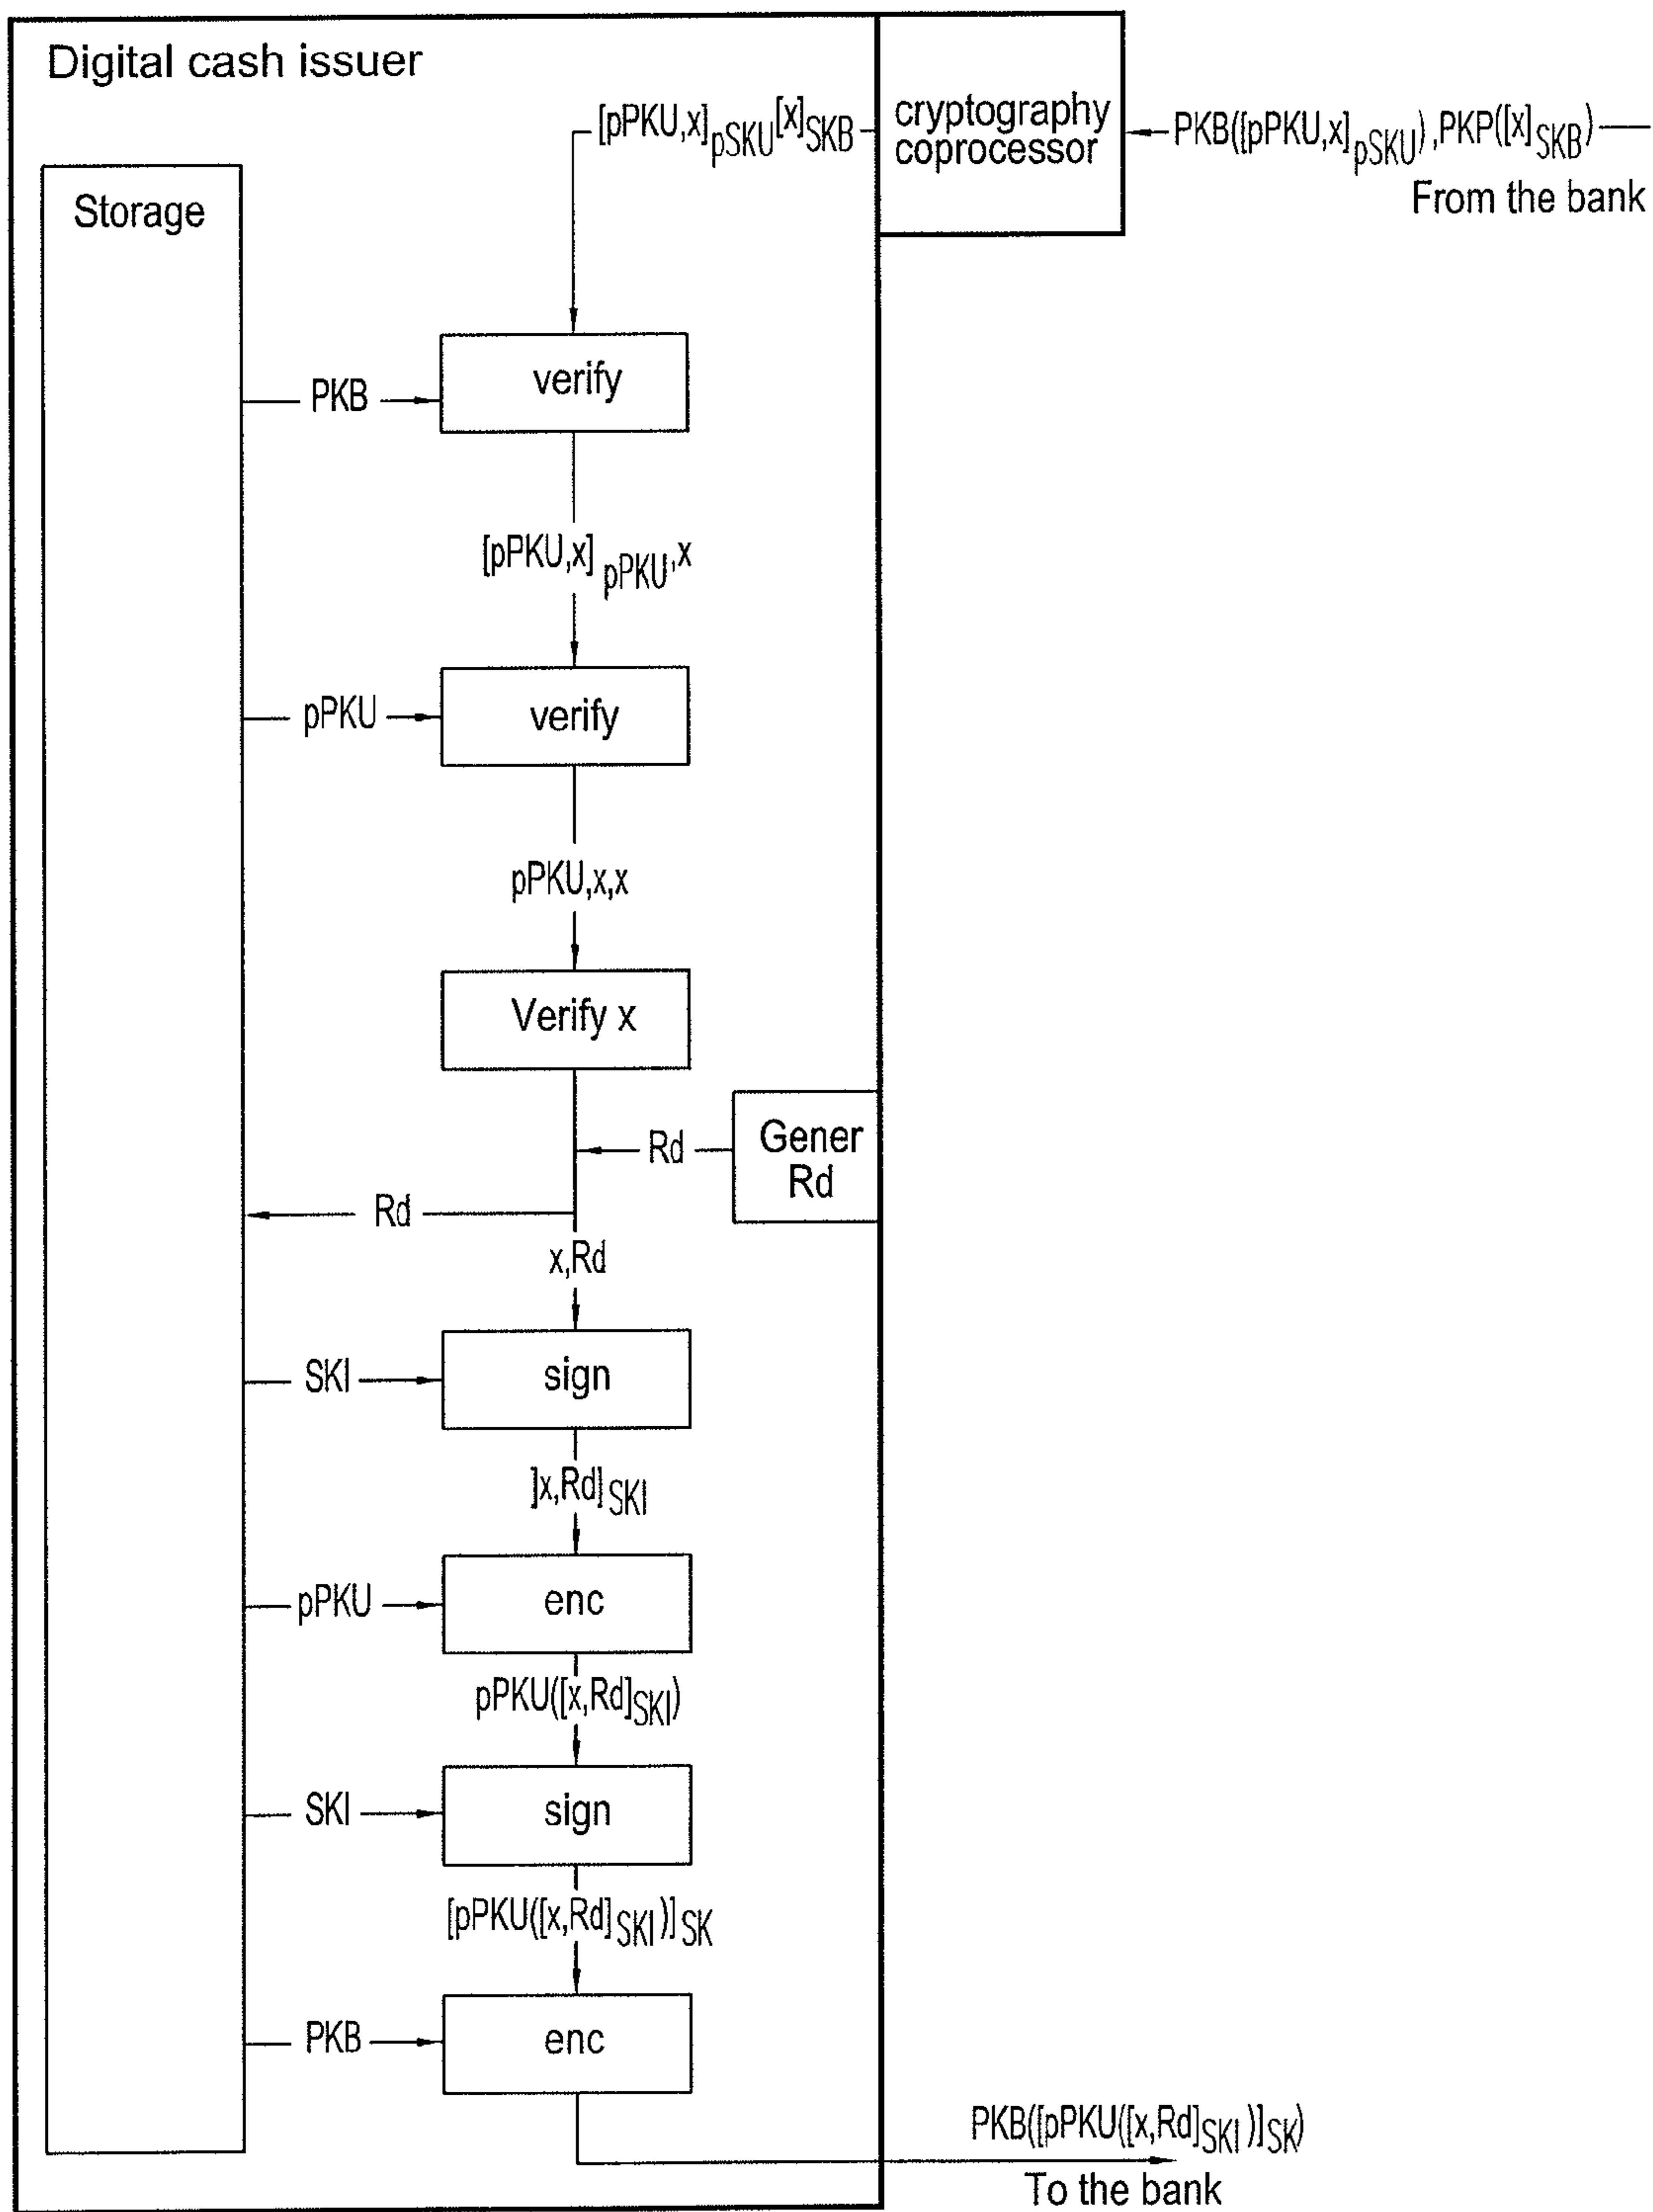 Digital cash issuer
[pPKU,x]pSKU[x]SKB
cryptography
coprocessor
PKB([pPKU,x]pSKU),PKP([x]SKB)
From the bank
Storage
PKB
verify
[pPKU,x] pPKU,x
pPKU
verify
pPKU,x,x
Verify x
Rd
Gener
Rd
Rd
x,Rd
SKI
sign
]x,Rd]SKI
pPKU
enc
pPKU([x,Rd]SKI)
SKI
sign
[pPKU([x,Rd]SKI)]SK
PKB
enc
PKB([pPKU([x,Rd]SKI)]SK)
To the bank